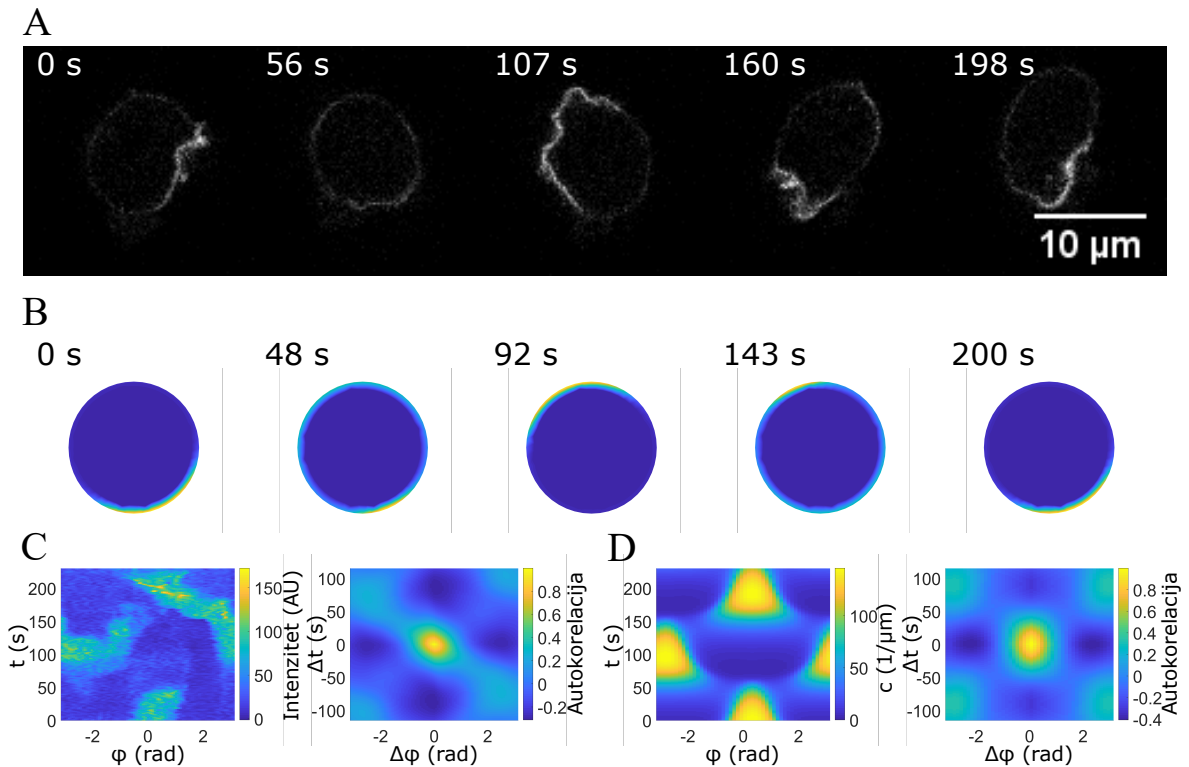 A
0 s 56 s 107 s 160 s 198 s
10 µm
B
0 s 48 s 92 s 143 s 200 s
C D
200
150
100
50
0
-2 0 2
φ (rad)
t (s)
150
100
50
0
Intenzitet (AU)
100
50
0
-50
-100
-2 0 2
Δφ (rad)
Δt (s)
0.8
0.6
0.4
0.2
0
-0.2
Autokorelacija
200
150
100
50
0
-2 0 2
φ (rad)
t (s)
100
50
0
c (1/µm)
100
50
0
-50
-100
-2 0 2
Δφ (rad)
Δt (s)
0.8
0.6
0.4
0.2
0
-0.2
-0.4
Autokorelacija